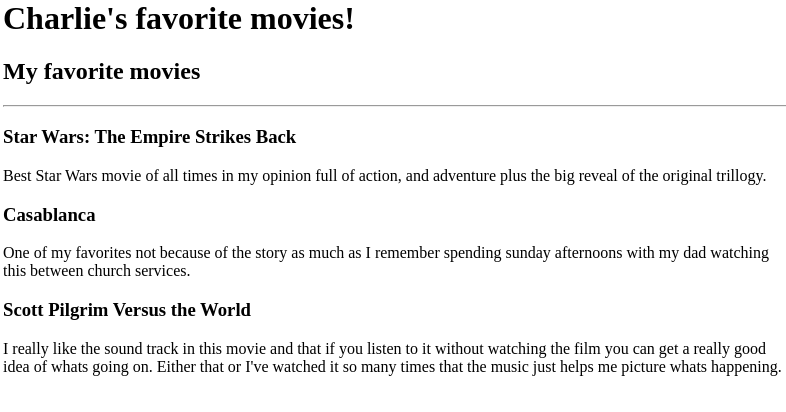 Charlie's favorite movies!
My favorite movies
Star Wars: The Empire Strikes Back
Best Star Wars movie of all times in my opinion full of action, and adventure plus the big reveal of the original trillogy.
Casablanca
One of my favorites not because of the story as much as I remember spending sunday afternoons with my dad watching
this between church services.
Scott Pilgrim Versus the World
I really like the sound track in this movie and that if you listen to it without watching the film you can get a really good
idea of whats going on. Either that or I've watched it so many times that the music just helps me picture whats happening.